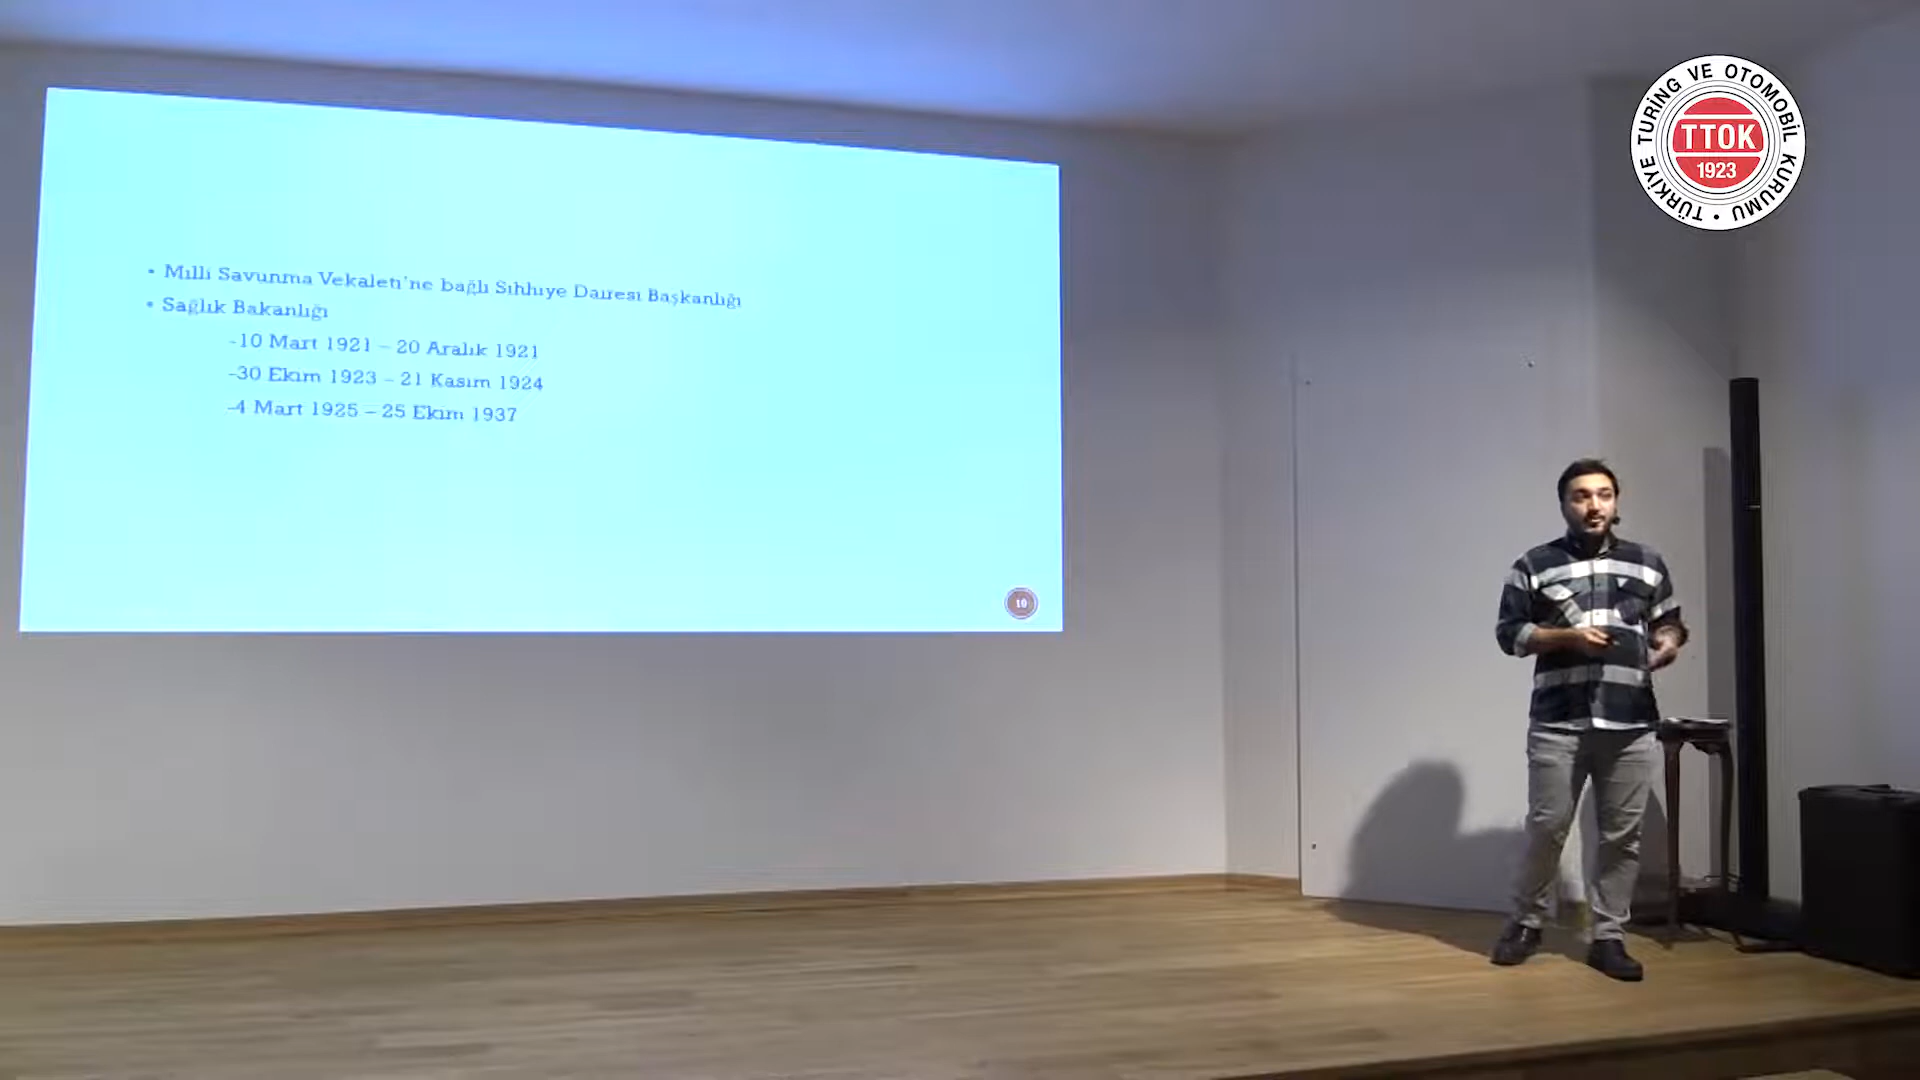 • Milli Savunma Vekaleti'ne bağlı Sıhhıye Dairesi Başkanlığı
• Sağlık Bakanlığı
-10 Mart 1921 – 20 Aralık 1921
-30 Ekim 1923 – 21 Kasım 1924
-4 Mart 1925 – 25 Ekim 1937
10
TÜRKİYE TURİNG VE OTOMOBİL KURUMU •
TTOK
1923